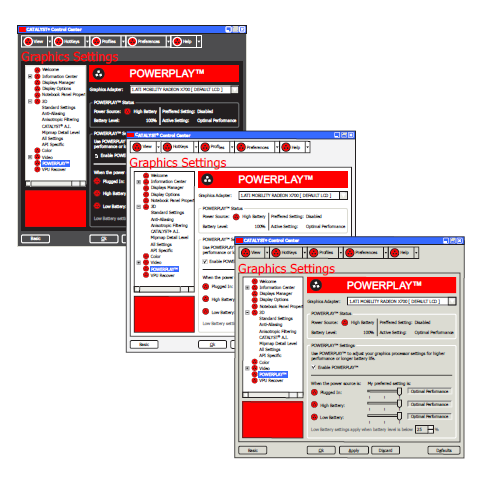 CATALYST® Control Center
View Hotkeys Profiles Preferences Help
Graphics Settings
Welcome
Information Center
Displays Manager
Display Options
Notebook Panel Propert
3D
Standard Settings
Anti-Aliasing
Anisotropic Filtering
CATALYST™ A.I.
Mipmap Detail Level
All Settings
API Specific
Color
Video
POWERPLAY™
VPU Recover
Basic
POWERPLAY™
Graphics Adapter: 1.ATI MOBILITY RADEON X700 [ DEFAULT LCD ]
POWERPLAY™ Status
Power Source: High Battery Preffered Setting: Disabled
Battery Level: 100% Active Setting: Optimal Performance
POWERPLAY™ Se
Use POWERPL
performance or lo
Enable POWE
When the power
Plugged In:
High Battery
Low Battery:
Low Battery setti
Ok
CATALYST® Control Center
View Hotkeys Profiles Preferences Help
Graphics Settings
Welcome
Information Center
Displays Manager
Display Options
Notebook Panel Propert
3D
Standard Settings
Anti-Aliasing
Anisotropic Filtering
CATALYST™ A.I.
Mipmap Detail Level
All Settings
API Specific
Color
Video
POWERPLAY™
VPU Recover
Basic
POWERPLAY™
Graphics Adapter: 1.ATI MOBILITY RADEON X700 [ DEFAULT LCD ]
POWERPLAY™ Status
Power Source: High Battery Preffered Setting: Disabled
Battery Level: 100% Active Setting: Optimal Performance
POWERPLAY™ Se
Use POWERPL
performance or l
Enable POWE
When the power
Plugged In:
High Battery
Low Battery:
Low Battery setti
Ok
CATALYST® Control Center
View Hotkeys Profiles Preferences Help
Graphics Settings
Welcome
Information Center
Displays Manager
Display Options
Notebook Panel Propert
3D
Standard Settings
Anti-Aliasing
Anisotropic Filtering
CATALYST™ A.I.
Mipmap Detail Level
All Settings
API Specific
Color
Video
POWERPLAY™
VPU Recover
POWERPLAY™
Graphics Adapter: 1.ATI MOBILITY RADEON X700 [ DEFAULT LCD ]
POWERPLAY™ Status
Power Source: High Battery Preffered Setting: Disabled
Battery Level: 100% Active Setting: Optimal Performance
POWERPLAY™ Settings
Use POWERPLAY™ to adjust your graphics processor settings for higher
performance or longer battery life.
Enable POWERPLAY™
When the power source is: My preferred setting is:
Plugged In: Optimal Performance
High Battery: Optimal Performance
Low Battery: Optimal Performance
Low Battery settings apply when battery level is below 25 %
Basic Ok Apply Discard Defaults